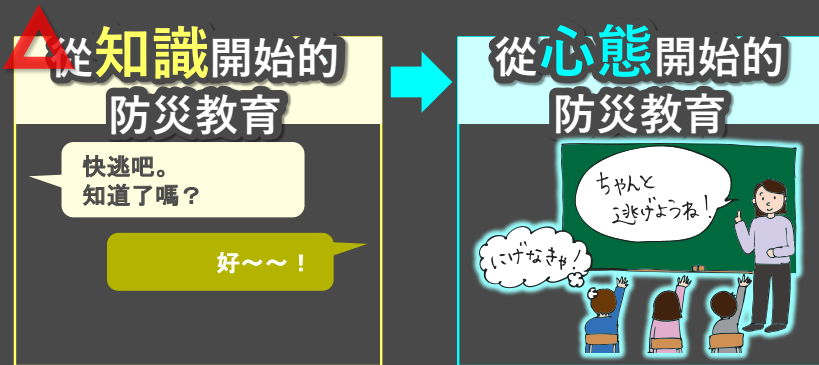 從知識開始的
防災教育
快逃吧。
知道了嗎？
好～～！
從心態開始的
防災教育
ちゃんと
逃げようね！
にげなきゃ！